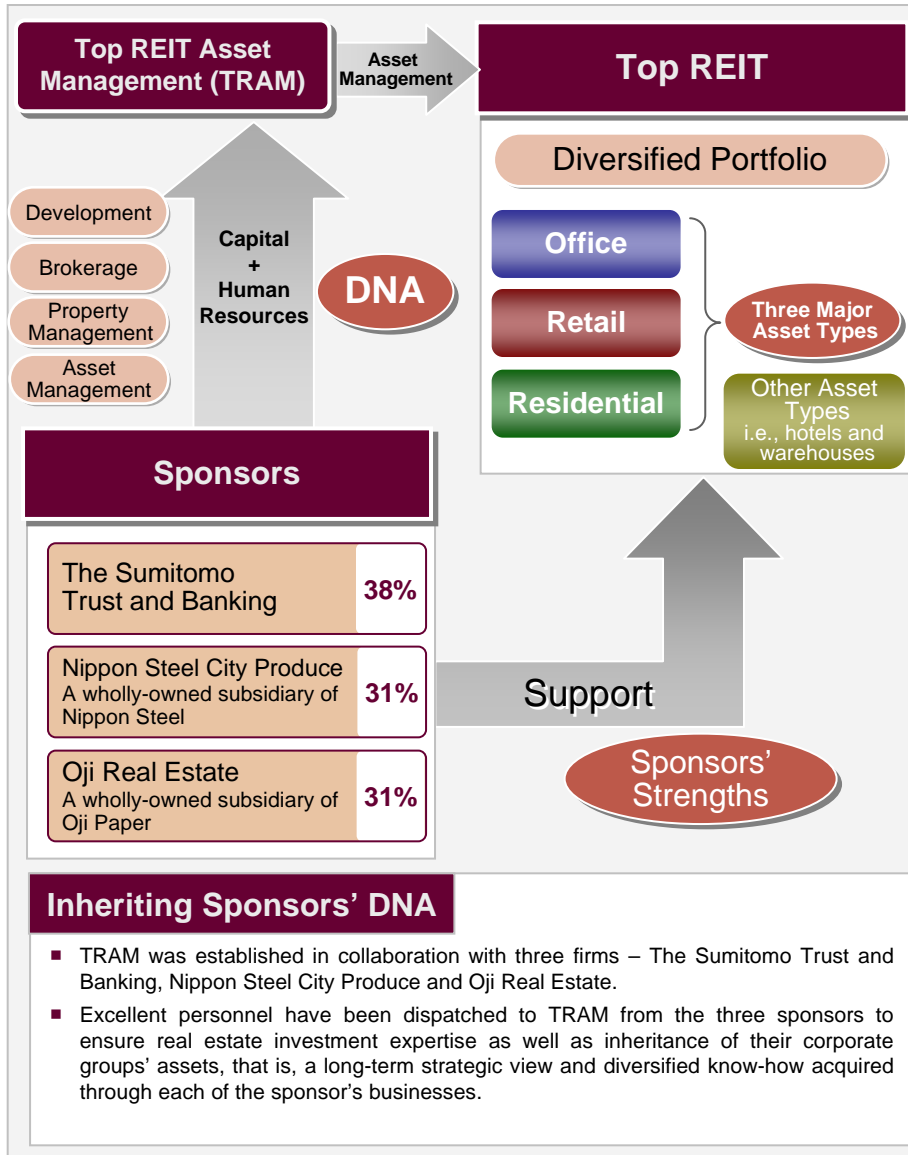 Top REIT Asset
Management (TRAM)
Asset
Management
Top REIT
Diversified Portfolio
Development
Brokerage
Property
Management
Asset
Management
Capital
+
Human
Resources
DNA
Office
Retail
Residential
Three Major
Asset Types
Other Asset
Types
i.e., hotels and
warehouses
Sponsors
The Sumitomo
Trust and Banking
38%
Nippon Steel City Produce
A wholly-owned subsidiary of
Nippon Steel
31%
Oji Real Estate
A wholly-owned subsidiary of
Oji Paper
31%
Support
Sponsors’
Strengths
Inheriting Sponsors’ DNA
■ TRAM was established in collaboration with three firms – The Sumitomo Trust and
Banking, Nippon Steel City Produce and Oji Real Estate.
■ Excellent personnel have been dispatched to TRAM from the three sponsors to
ensure real estate investment expertise as well as inheritance of their corporate
groups’ assets, that is, a long-term strategic view and diversified know-how acquired
through each of the sponsor’s businesses.